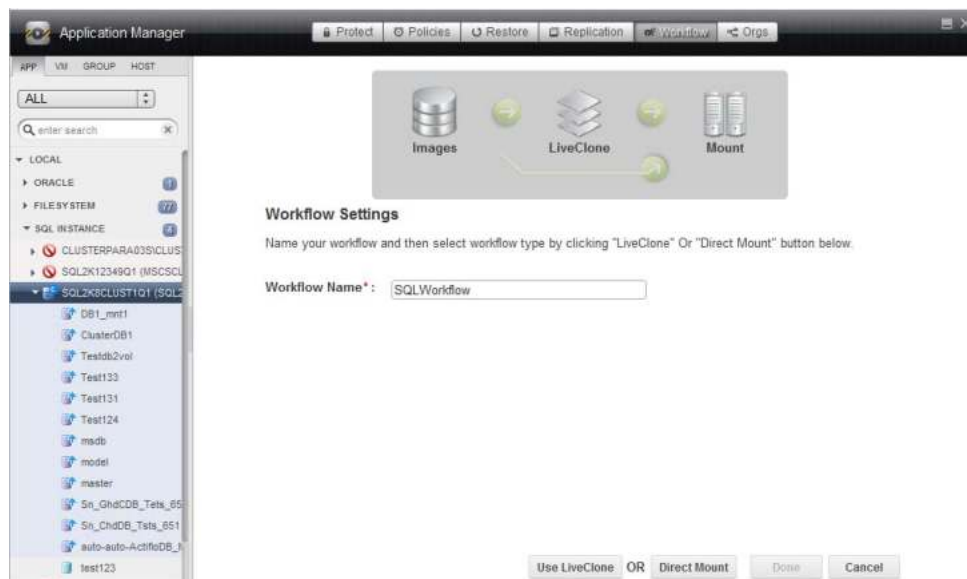 Application Manager
Protect
Policies
Restore
Replication
Workflow
Orgs
APP VM GROUP HOST
ALL
enter search
LOCAL
ORACLE
FILESYSTEM 77
SQL INSTANCE
CLUSTERPARA03S\CLUS
SQL2K12349Q1 (MSCSCL
SQL2K8CLUST1Q1 (SQL2
DB1_mnt1
ClusterDB1
Testdb2vol
Test133
Test131
Test124
msdb
model
master
Sn_GhdCDB_Tets_65
Sn_ChdDB_Tsts_651
auto-auto-ActifioDB_
test123
Images
LiveClone
Mount
Workflow Settings
Name your workflow and then select workflow type by clicking "LiveClone" Or "Direct Mount" button below.
Workflow Name*: SQLWorkflow
Use LiveClone OR Direct Mount Done Cancel